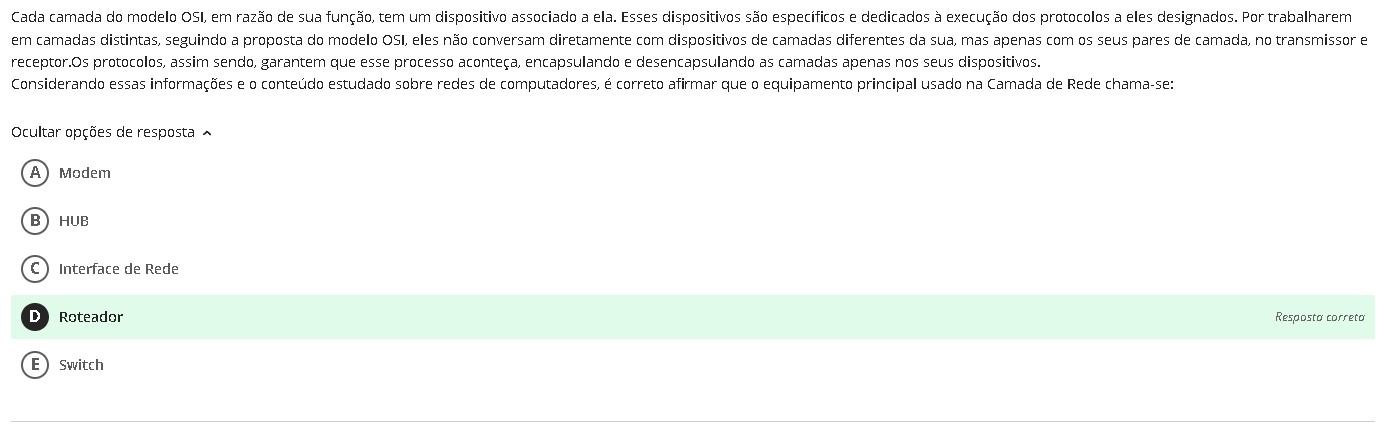 Cada camada do modelo OSI, em razão de sua função, tem um dispositivo associado a ela. Esses dispositivos são específicos e dedicados à execução dos protocolos a eles designados. Por trabalharem
em camadas distintas, seguindo a proposta do modelo OSI, eles não conversam diretamente com dispositivos de camadas diferentes da sua, mas apenas com os seus pares de camada, no transmissor e
receptor.Os protocolos, assim sendo, garantem que esse processo aconteça, encapsulando e desencapsulando as camadas apenas nos seus dispositivos.
Considerando essas informações e o conteúdo estudado sobre redes de computadores, é correto afirmar que o equipamento principal usado na Camada de Rede chama-se:
Ocultar opções de resposta
A Modem
B HUB
C Interface de Rede
D Roteador Resposta correta
E Switch